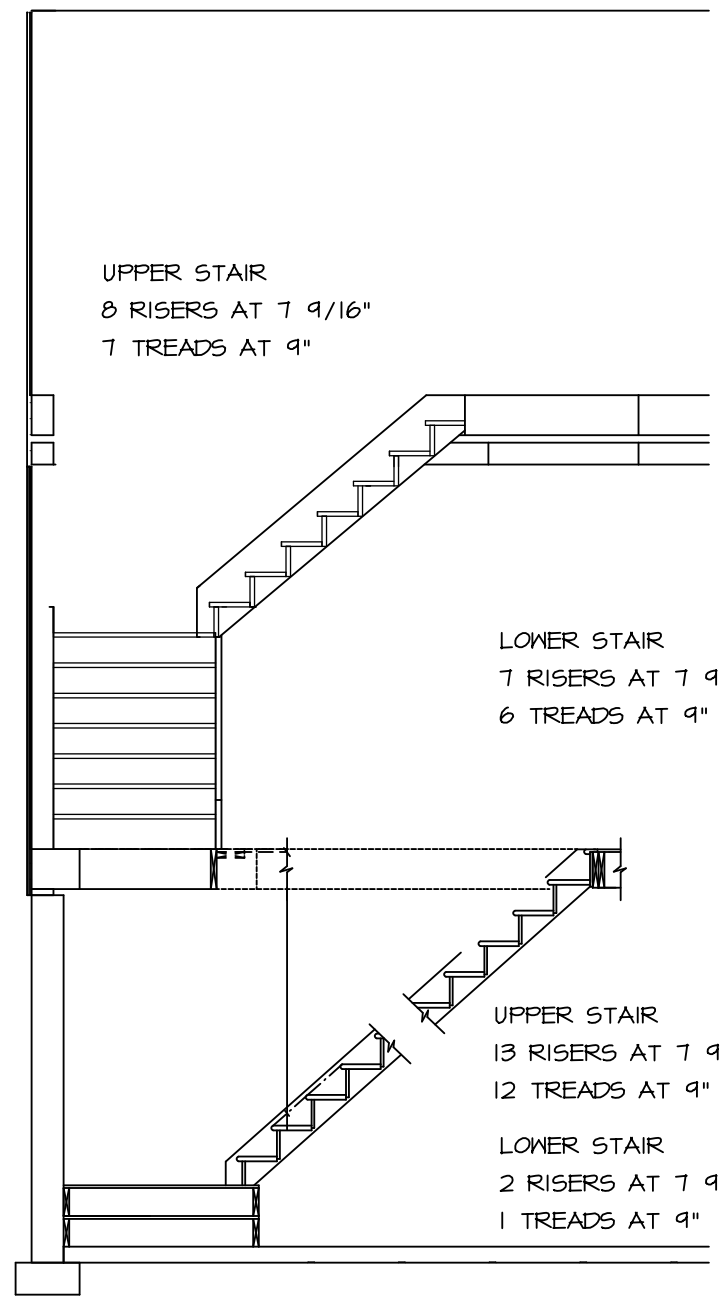 UPPER STAIR
8 RISERS AT 7 9/16"
7 TREADS AT 9"
LOWER STAIR
7 RISERS AT 7 9
6 TREADS AT 9"
UPPER STAIR
13 RISERS AT 7 9
12 TREADS AT 9"
LOWER STAIR
2 RISERS AT 7 9
1 TREADS AT 9"